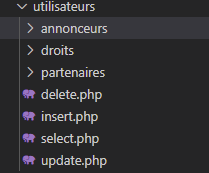 utilisateurs
annonceurs
droits
partenaires
delete.php
insert.php
select.php
update.php